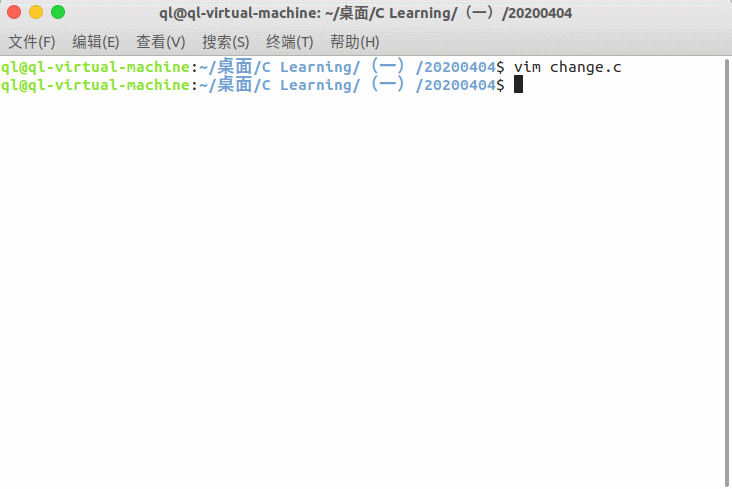 ql@ql-virtual-machine: ~/桌面/C Learning/（一）/20200404
文件(F) 编辑(E) 查看(V) 搜索(S) 终端(T) 帮助(H)
ql@ql-virtual-machine:~/桌面/C Learning/（一）/20200404$ vim change.c
ql@ql-virtual-machine:~/桌面/C Learning/（一）/20200404$